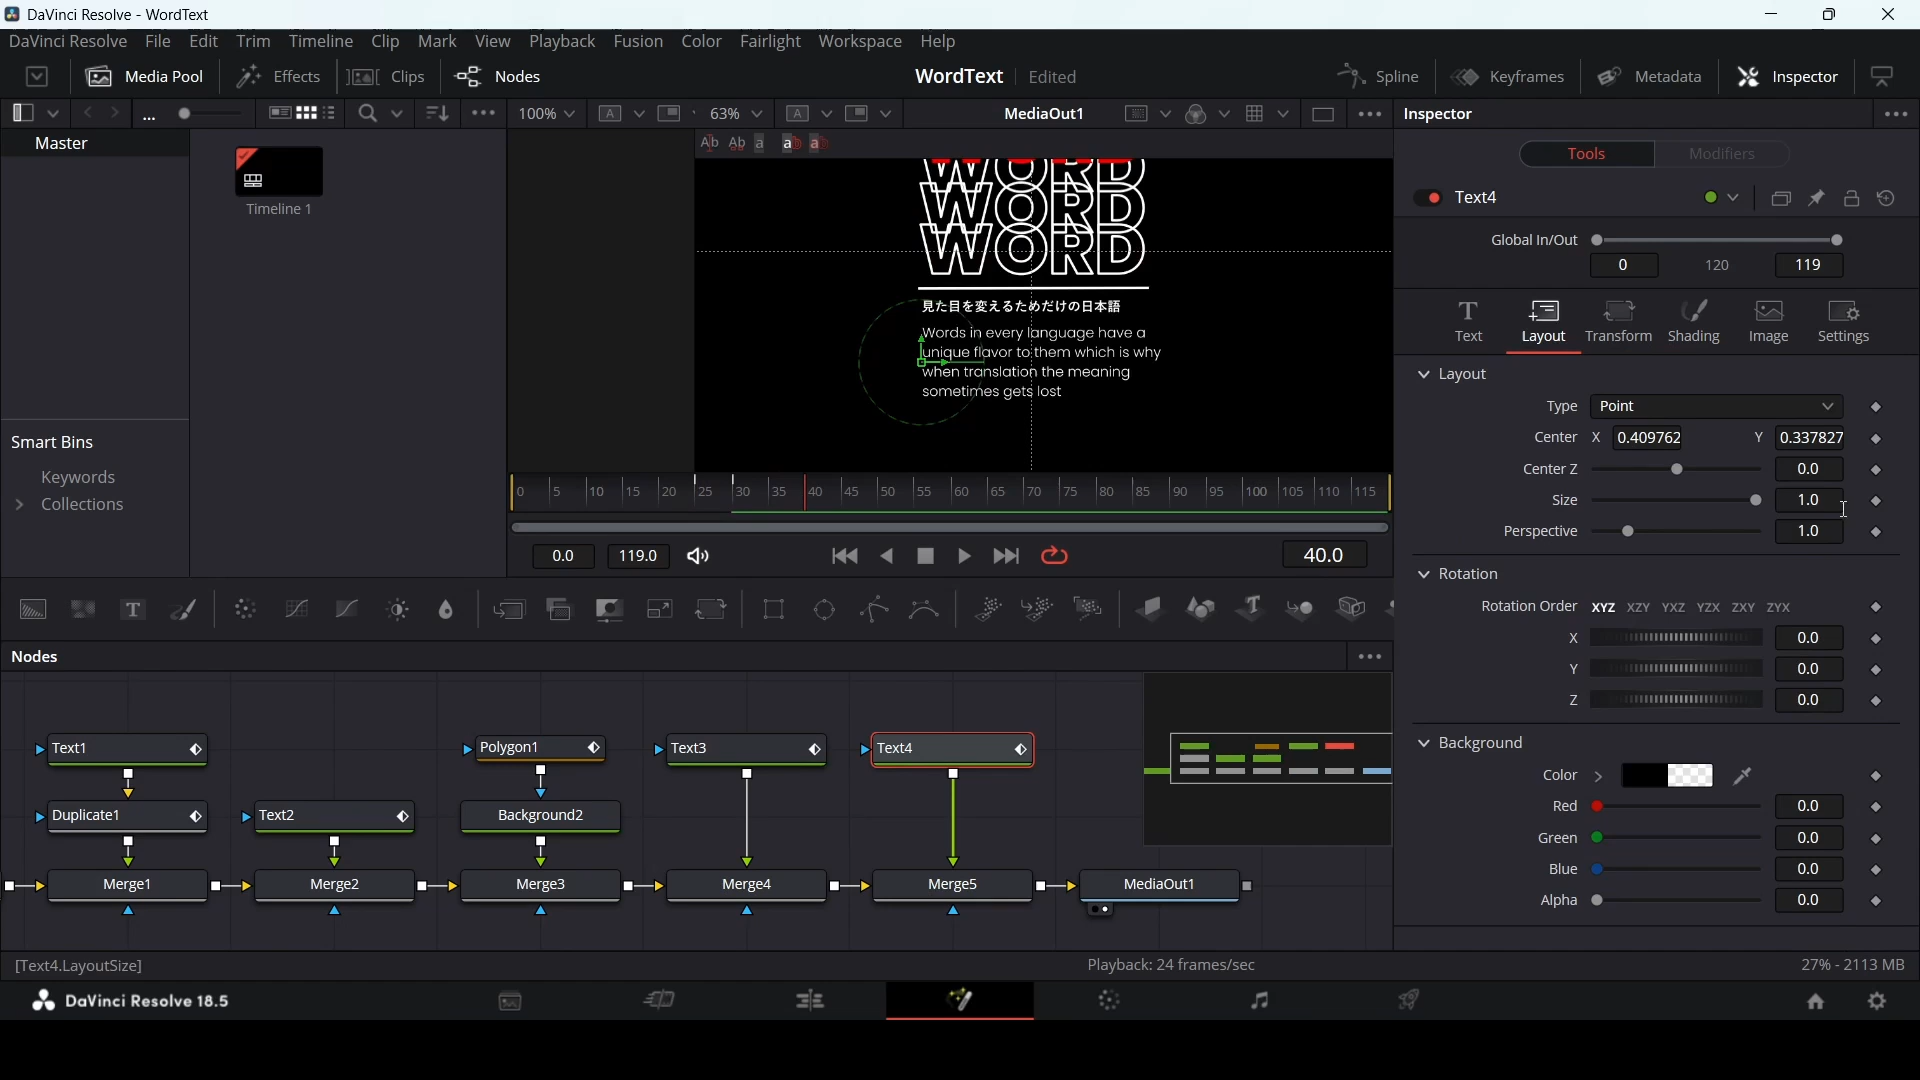 DaVinci Resolve - WordText
DaVinci Resolve File Edit Trim Timeline Clip Mark View Playback Fusion Color Fairlight Workspace Help
Media Pool Effects Clips Nodes WordText Edited Spline Keyframes Metadata Inspector
... 100% A 63% A MediaOut1 Inspector
Master
Timeline 1
Tools Modifiers
Text4
Global In/Out
0 120 119
WORD
WORD
WORD
見た目を変えるためだけの日本語
Words in every language have a
unique flavor to them which is why
when translation the meaning
sometimes gets lost
Text Layout Transform Shading Image Settings
Layout
Type Point
Center X 0.409762 Y 0.337827
Center Z 0.0
Size 1.0
Perspective 1.0
Smart Bins
Keywords
Collections
0 5 10 15 20 25 30 35 40 45 50 55 60 65 70 75 80 85 90 95 100 105 110 115
0.0 119.0 40.0
Rotation
Rotation Order XYZ XZY YXZ YZX ZXY ZYX
X 0.0
Y 0.0
Z 0.0
Nodes
Text1 Polygon1 Text3 Text4
Duplicate1 Text2 Background2
Merge1 Merge2 Merge3 Merge4 Merge5 MediaOut1
Background
Color
Red 0.0
Green 0.0
Blue 0.0
Alpha 0.0
[Text4.LayoutSize] Playback: 24 frames/sec 27% - 2113 MB
DaVinci Resolve 18.5